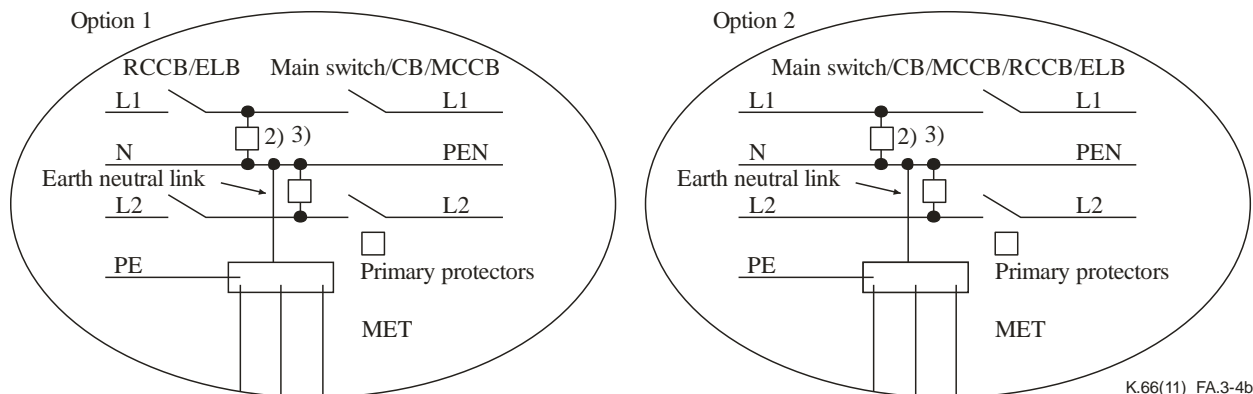 Option 1
RCCB/ELB Main switch/CB/MCCB
L1 L1
2) 3)
N PEN
Earth neutral link
L2 L2
PE Primary protectors
MET
Option 2
Main switch/CB/MCCB/RCCB/ELB
L1 L1
2) 3)
N PEN
Earth neutral link
L2 L2
PE Primary protectors
MET
K.66(11)_FA.3-4b